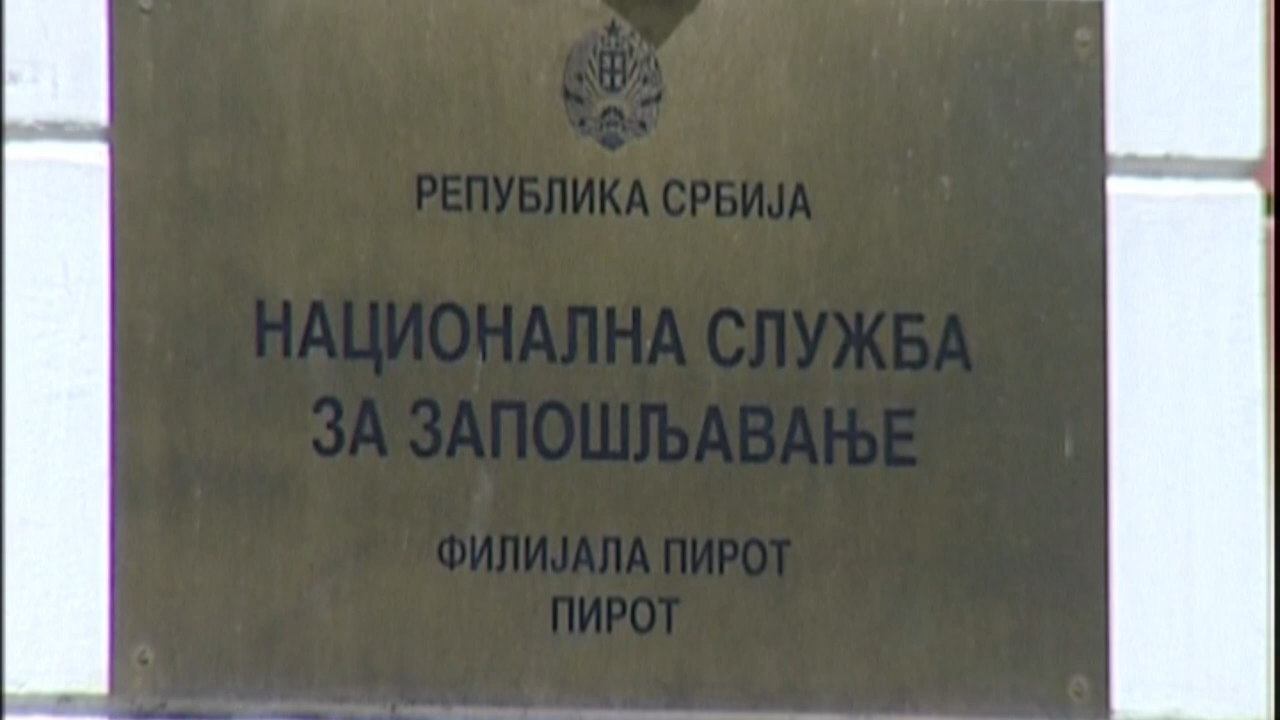 РЕПУБЛИКА СРБИЈА
НАЦИОНАЛНА СЛУЖБА
ЗА ЗАПОШЉАВАЊЕ
ФИЛИЈАЛА ПИРОТ
ПИРОТ